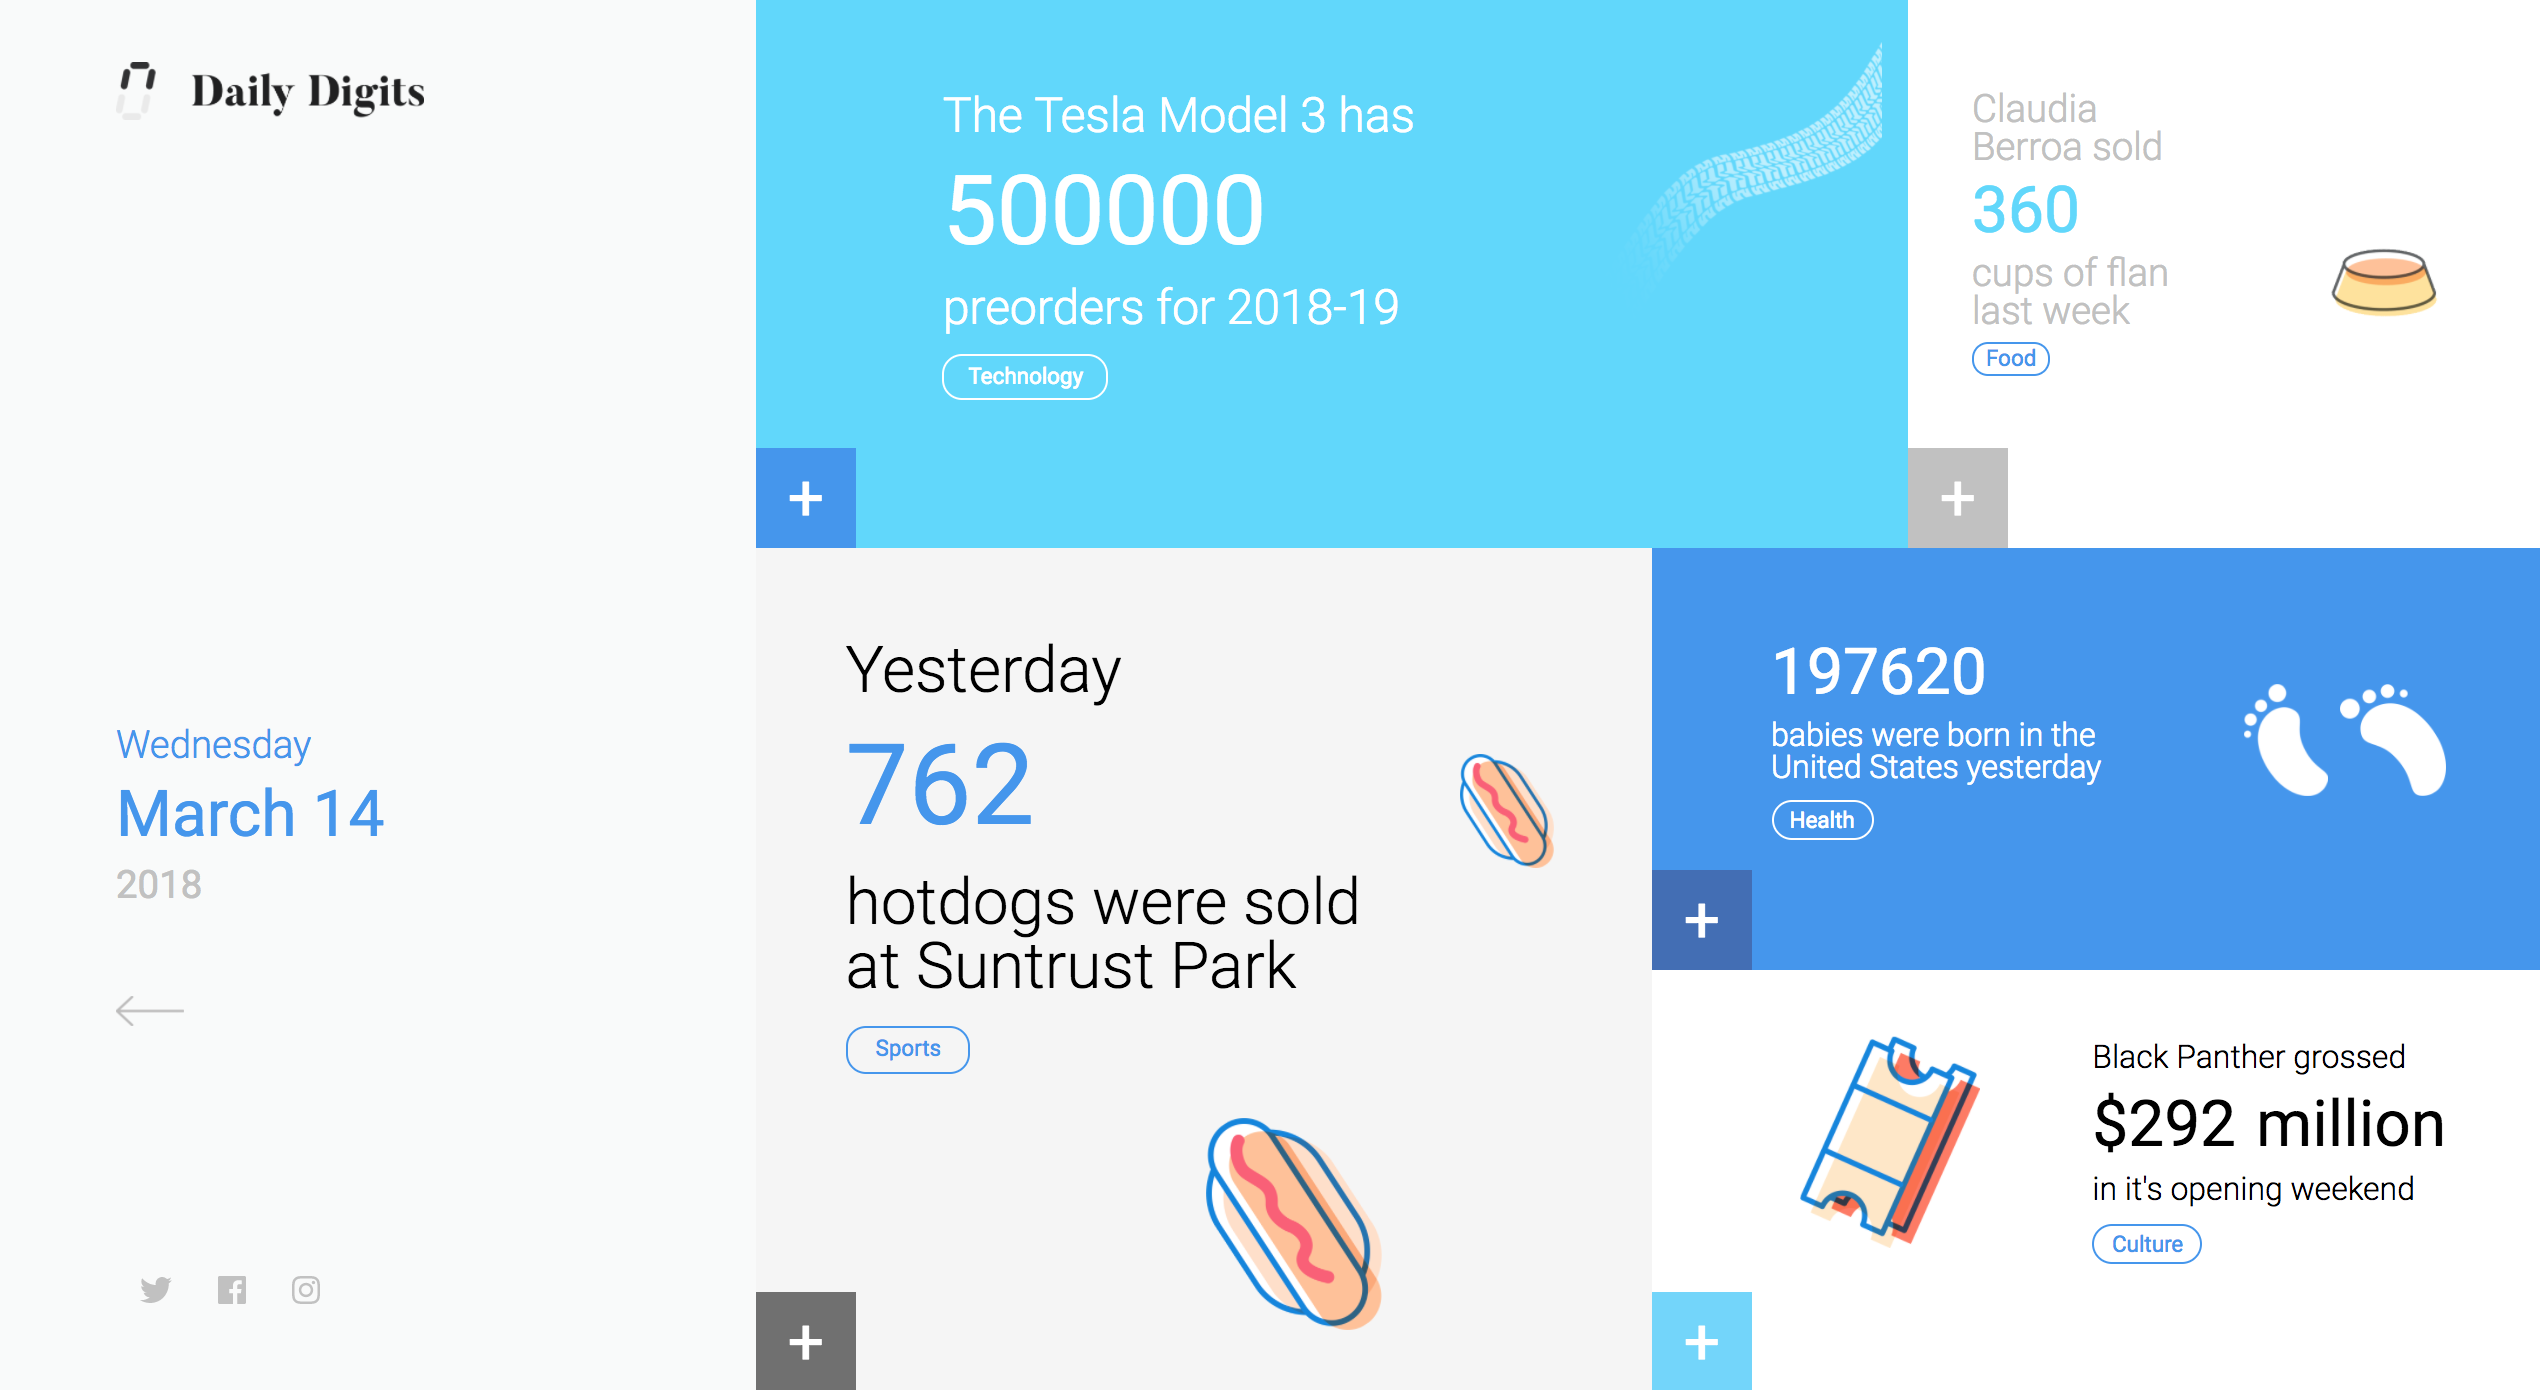 Daily Digits
Wednesday
March 14
2018
The Tesla Model 3 has
500000
preorders for 2018-19
Technology
+
Claudia
Berroa sold
360
cups of flan
last week
Food
+
Yesterday
762
hotdogs were sold
at Suntrust Park
Sports
+
197620
babies were born in the
United States yesterday
Health
+
Black Panther grossed
$292 million
in it's opening weekend
Culture
+